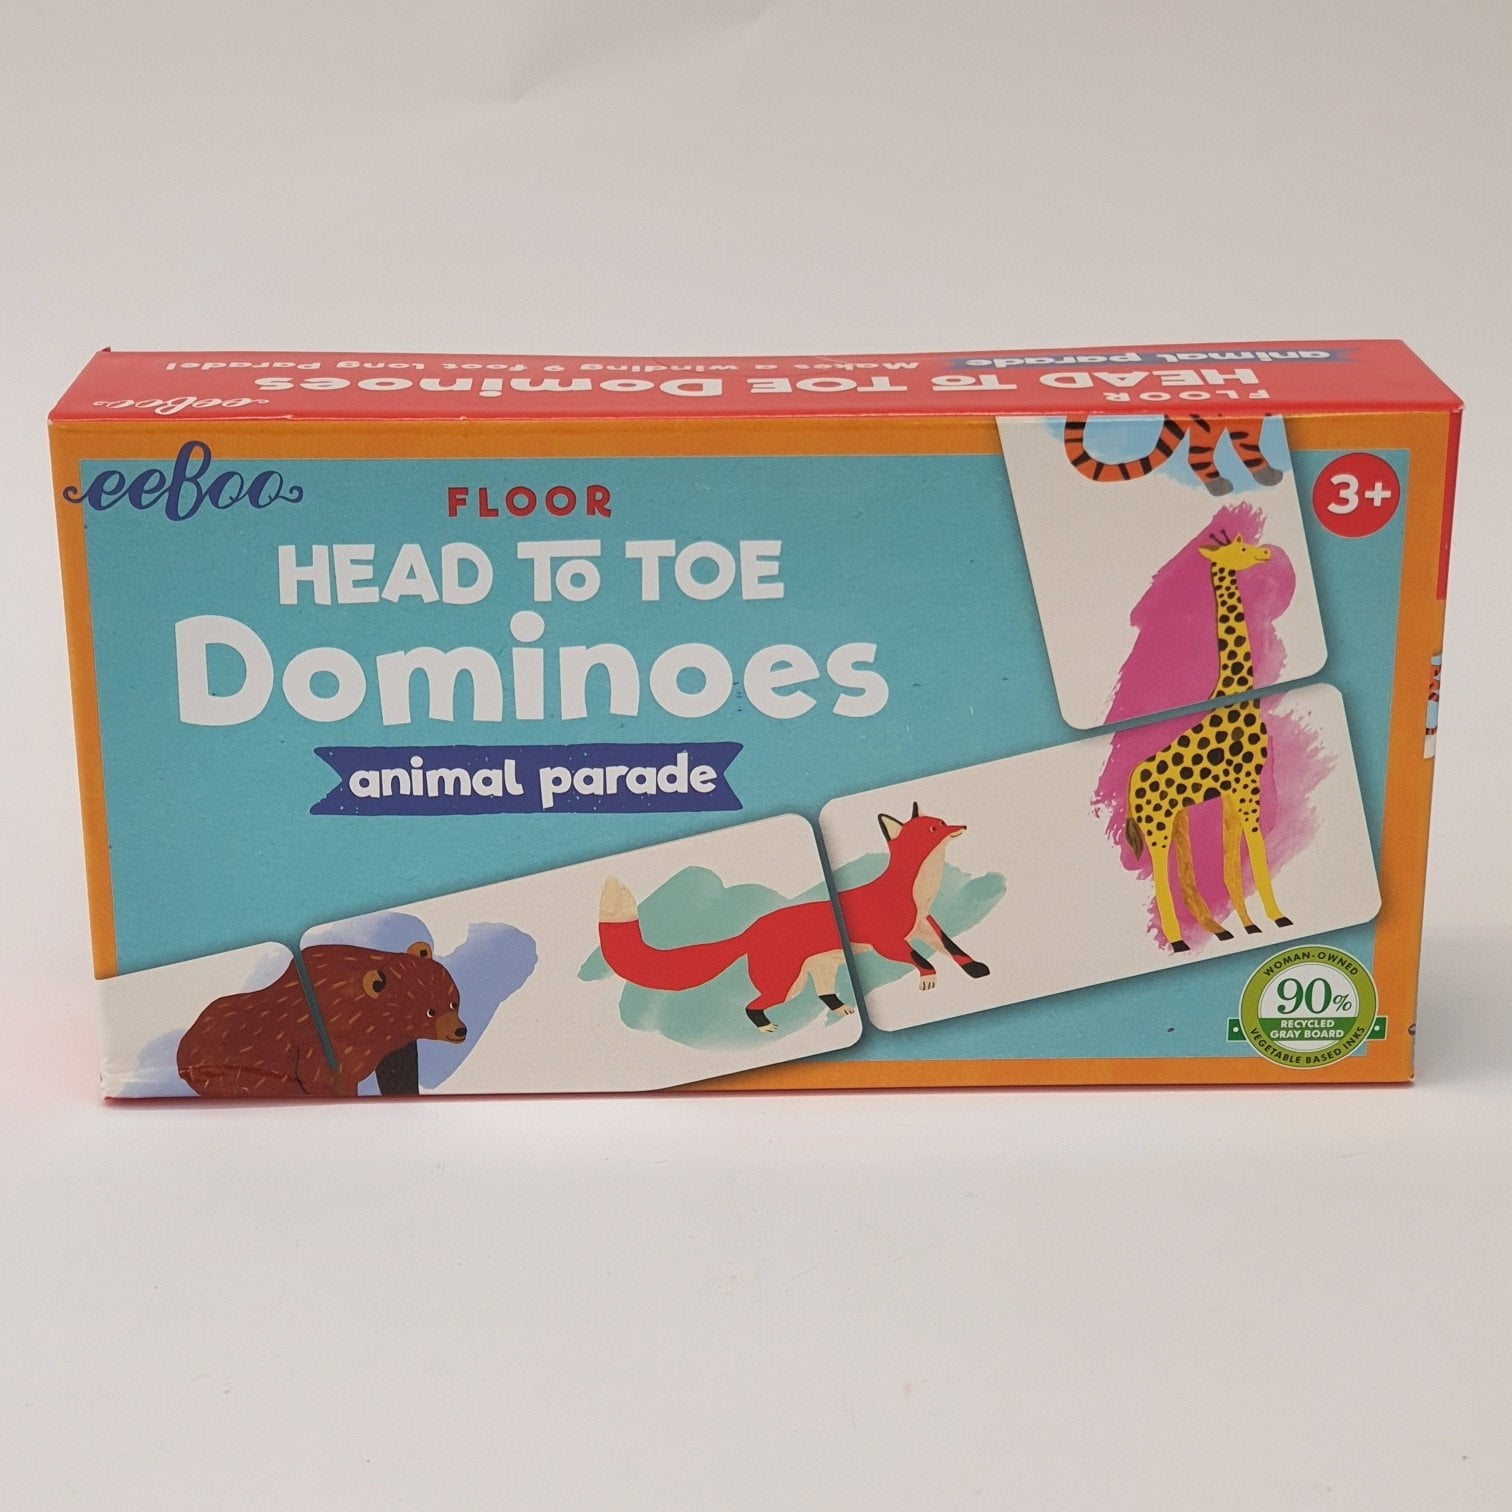 FLOOR
HEAD TO TOE Dominoes
animal parade Makes a winding 9 foot long Parade!
eeBoo
eeBoo
FLOOR
HEAD TO TOE
Dominoes
animal parade
3+
WOMAN-OWNED
90%
RECYCLED
GRAY BOARD
VEGETABLE BASED INKS